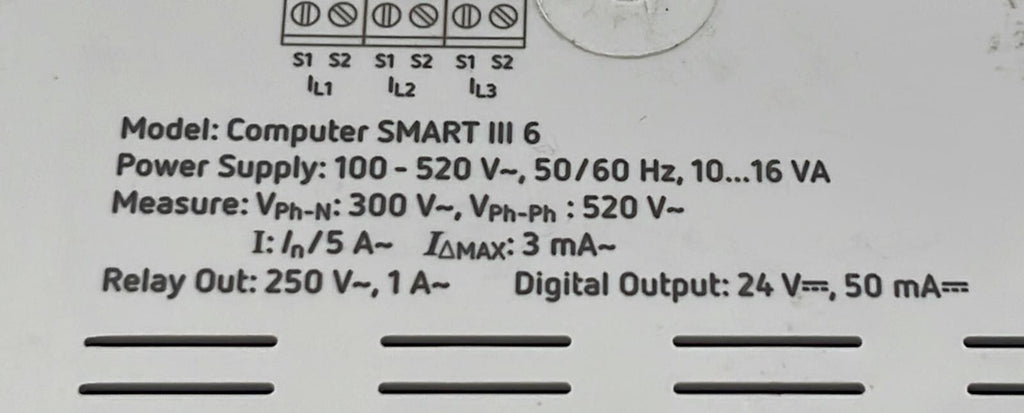 S1 S2 S1 S2 S1 S2
IL1 IL2 IL3
Model: Computer SMART III 6
Power Supply: 100 - 520 V~, 50/60 Hz, 10...16 VA
Measure: VPh-N: 300 V~, VPh-Ph : 520 V~
I: In/5 A~ IΔMAX: 3 mA~
Relay Out: 250 V~, 1 A~ Digital Output: 24 V⎓, 50 mA⎓